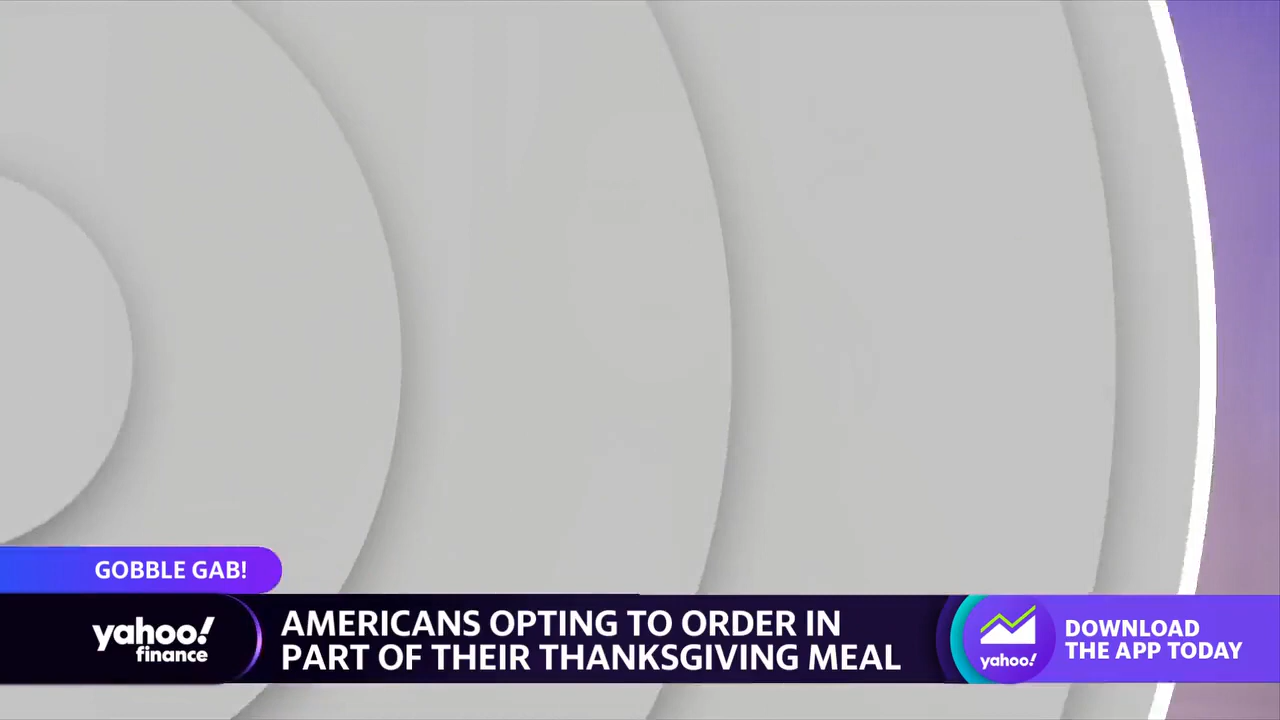 GOBBLE GAB!
yahoo!
finance
AMERICANS OPTING TO ORDER IN
PART OF THEIR THANKSGIVING MEAL
yahoo!
DOWNLOAD
THE APP TODAY